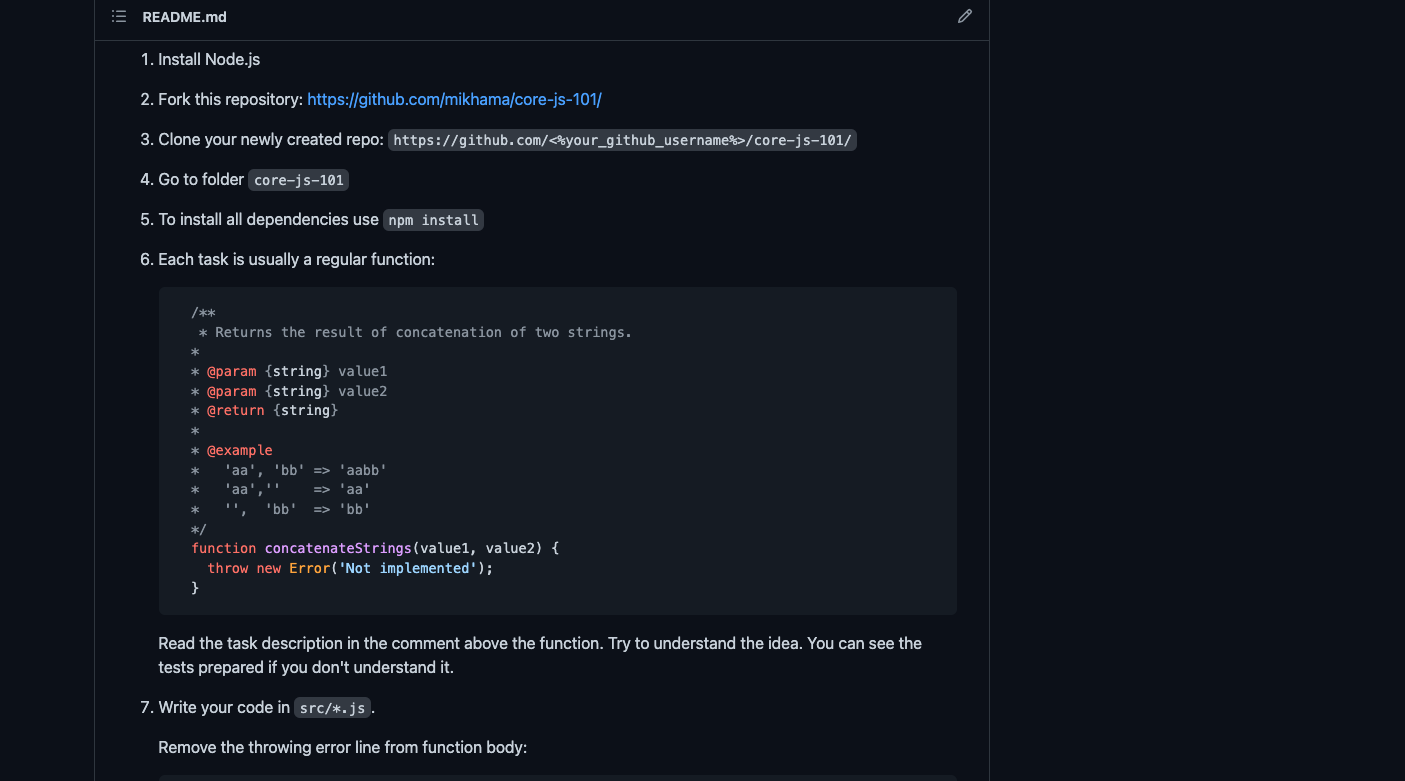 README.md
1. Install Node.js
2. Fork this repository: https://github.com/mikhama/core-js-101/
3. Clone your newly created repo: https://github.com/<%your_github_username%>/core-js-101/
4. Go to folder core-js-101
5. To install all dependencies use npm install
6. Each task is usually a regular function:
/**
 * Returns the result of concatenation of two strings.
*
* @param {string} value1
* @param {string} value2
* @return {string}
*
* @example
*   'aa', 'bb' => 'aabb'
*   'aa',''    => 'aa'
*   '',  'bb'  => 'bb'
*/
function concatenateStrings(value1, value2) {
  throw new Error('Not implemented');
}
Read the task description in the comment above the function. Try to understand the idea. You can see the
tests prepared if you don't understand it.
7. Write your code in src/*.js.
Remove the throwing error line from function body: